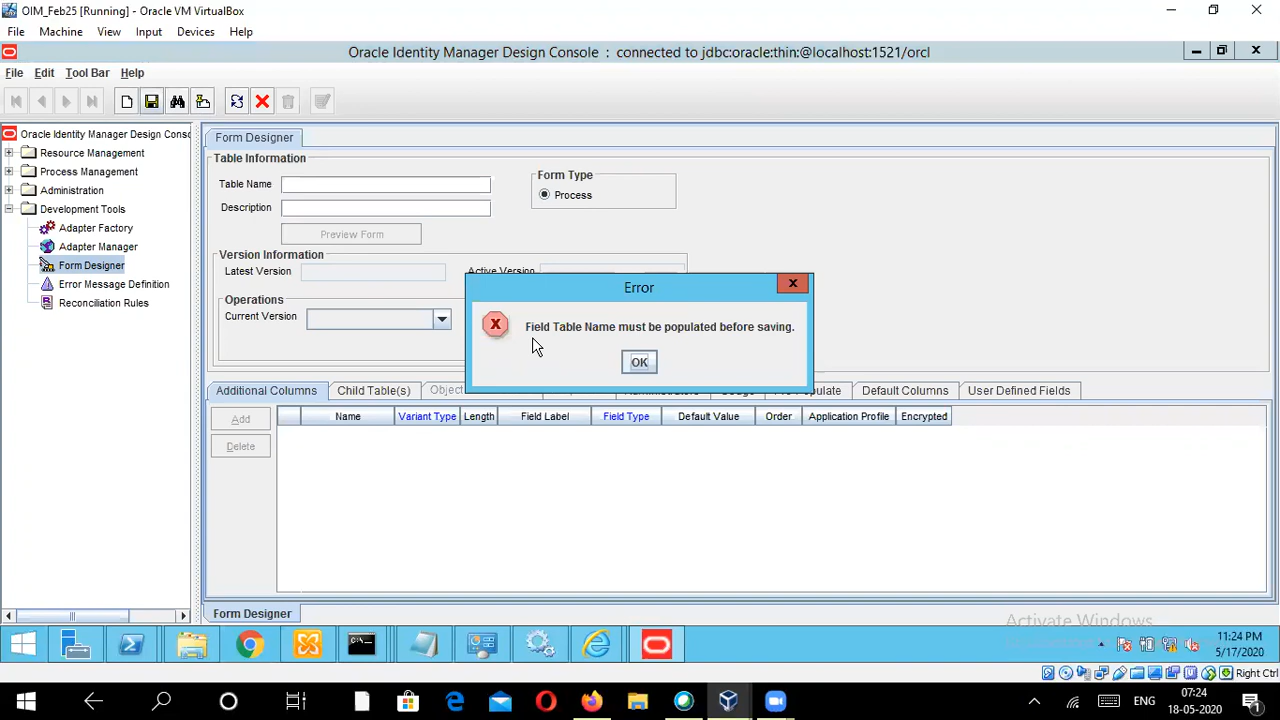 OIM_Feb25 [Running] - Oracle VM VirtualBox
File Machine View Input Devices Help
Oracle Identity Manager Design Console : connected to jdbc:oracle:thin:@localhost:1521/orcl
File Edit Tool Bar Help
Oracle Identity Manager Design Conso
Resource Management
Process Management
Administration
Development Tools
Adapter Factory
Adapter Manager
Form Designer
Error Message Definition
Reconciliation Rules
Form Designer
Table Information
Table Name
Description
Form Type
Process
Preview Form
Version Information
Latest Version
Active Version
Operations
Current Version
Error
Field Table Name must be populated before saving.
OK
Additional Columns Child Table(s) Object Default Columns User Defined Fields
Add
Delete
Name Variant Type Length Field Label Field Type Default Value Order Application Profile Encrypted
Form Designer
Activate Windows
11:24 PM
5/17/2020
Right Ctrl
ENG
07:24
18-05-2020
1